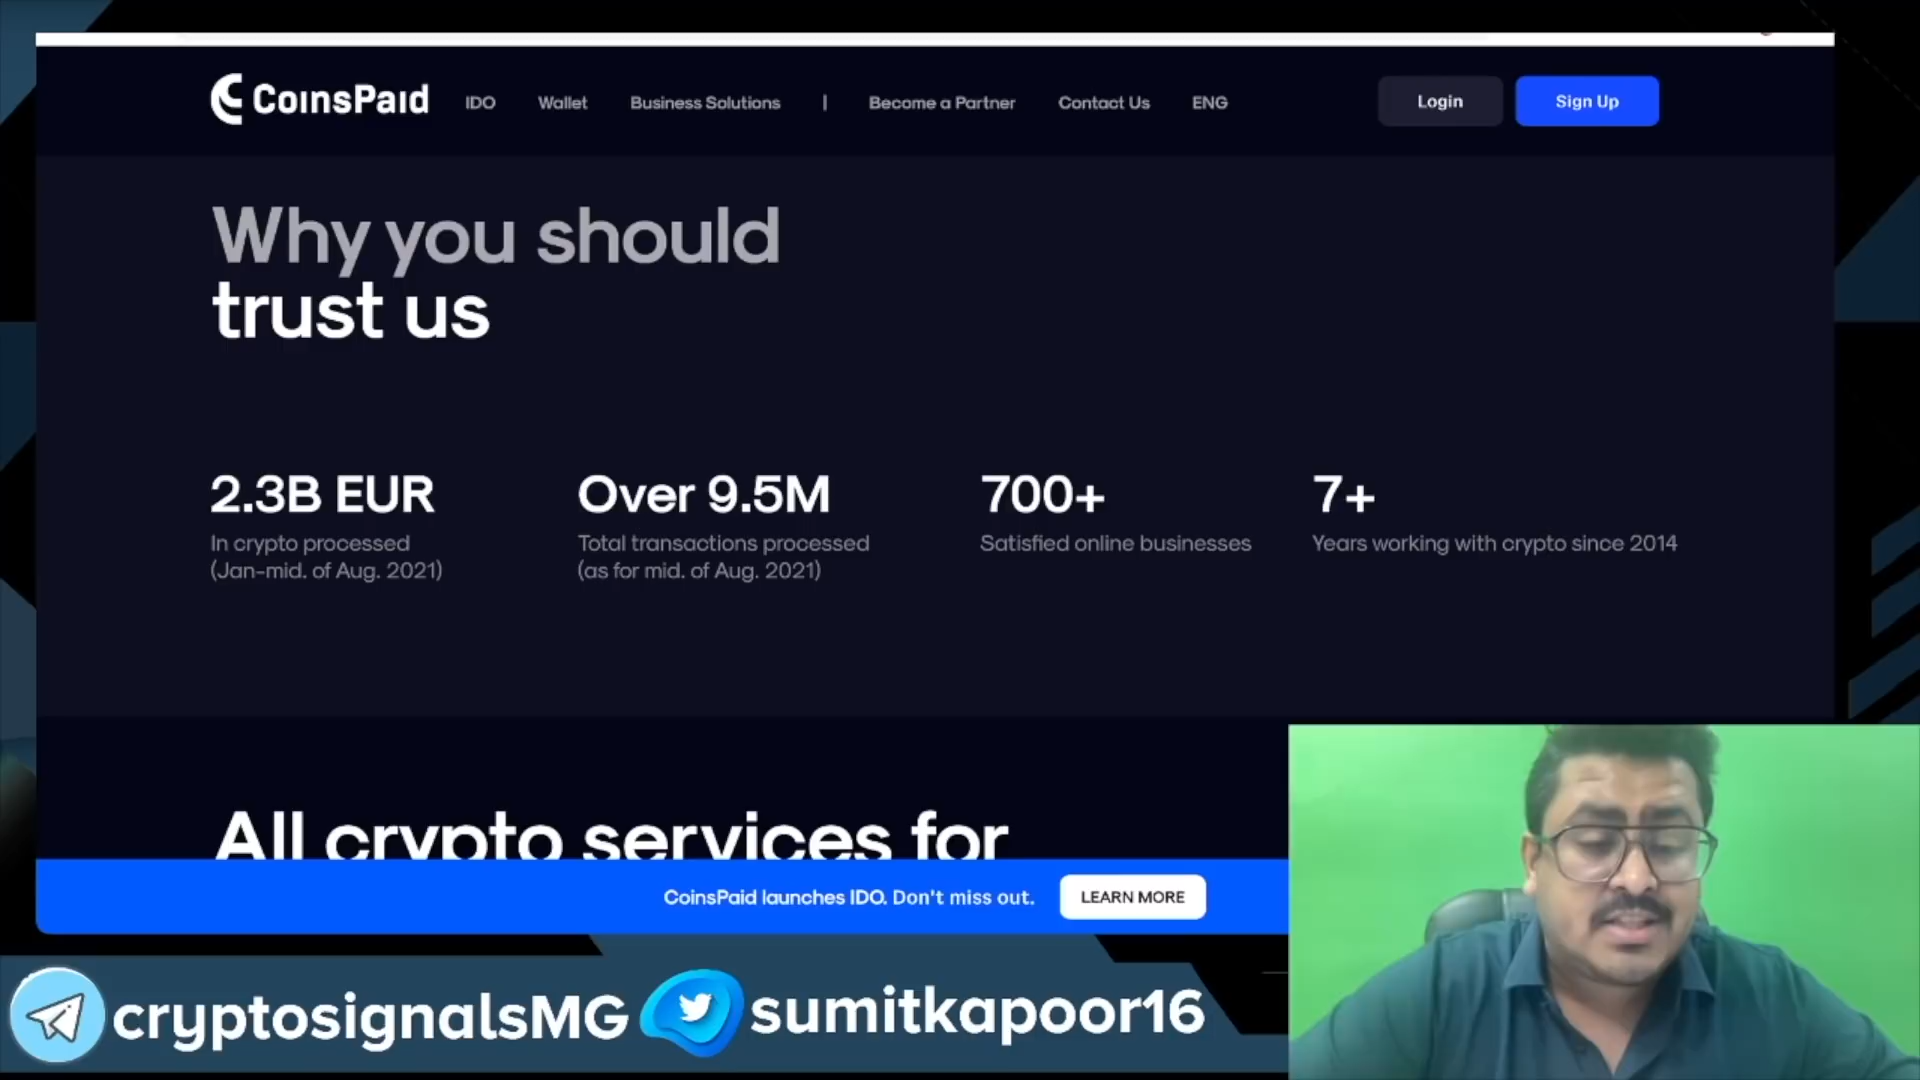 CoinsPaid IDO Wallet Business Solutions | Become a Partner Contact Us ENG Login Sign Up
Why you should
trust us
2.3B EUR
In crypto processed
(Jan-mid. of Aug. 2021)
Over 9.5M
Total transactions processed
(as for mid. of Aug. 2021)
700+
Satisfied online businesses
7+
Years working with crypto since 2014
All crypto services for
CoinsPaid launches IDO. Don't miss out. LEARN MORE
cryptosignalsMG sumitkapoor16